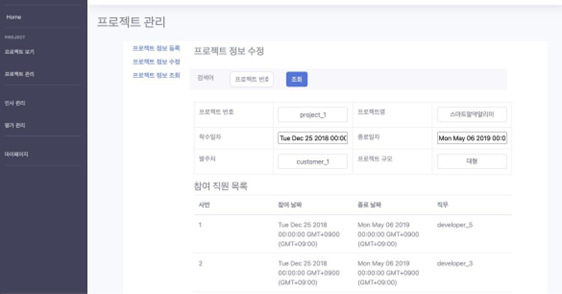 Home
PROJECT
프로젝트 보기
프로젝트 관리
인사 관리
평가 관리
마이페이지
프로젝트 관리
프로젝트 정보 등록
프로젝트 정보 수정
프로젝트 정보 조회
프로젝트 정보 수정
검색어 프로젝트 번호 조회
프로젝트 번호 project_1 프로젝트명 스마트알약알리미
착수일자 Tue Dec 25 2018 00:00 종료일자 Mon May 06 2019 00:0
발주처 customer_1 프로젝트 규모 대형
참여 직원 목록
사번 참여 날짜 종료 날짜 직무
1 Tue Dec 25 2018 Mon May 06 2019 developer_5
00:00:00 GMT+0900 00:00:00 GMT+0900
(GMT+09:00) (GMT+09:00)
2 Tue Dec 25 2018 Mon May 06 2019 developer_3
00:00:00 GMT+0900 00:00:00 GMT+0900
(GMT+09:00) (GMT+09:00)